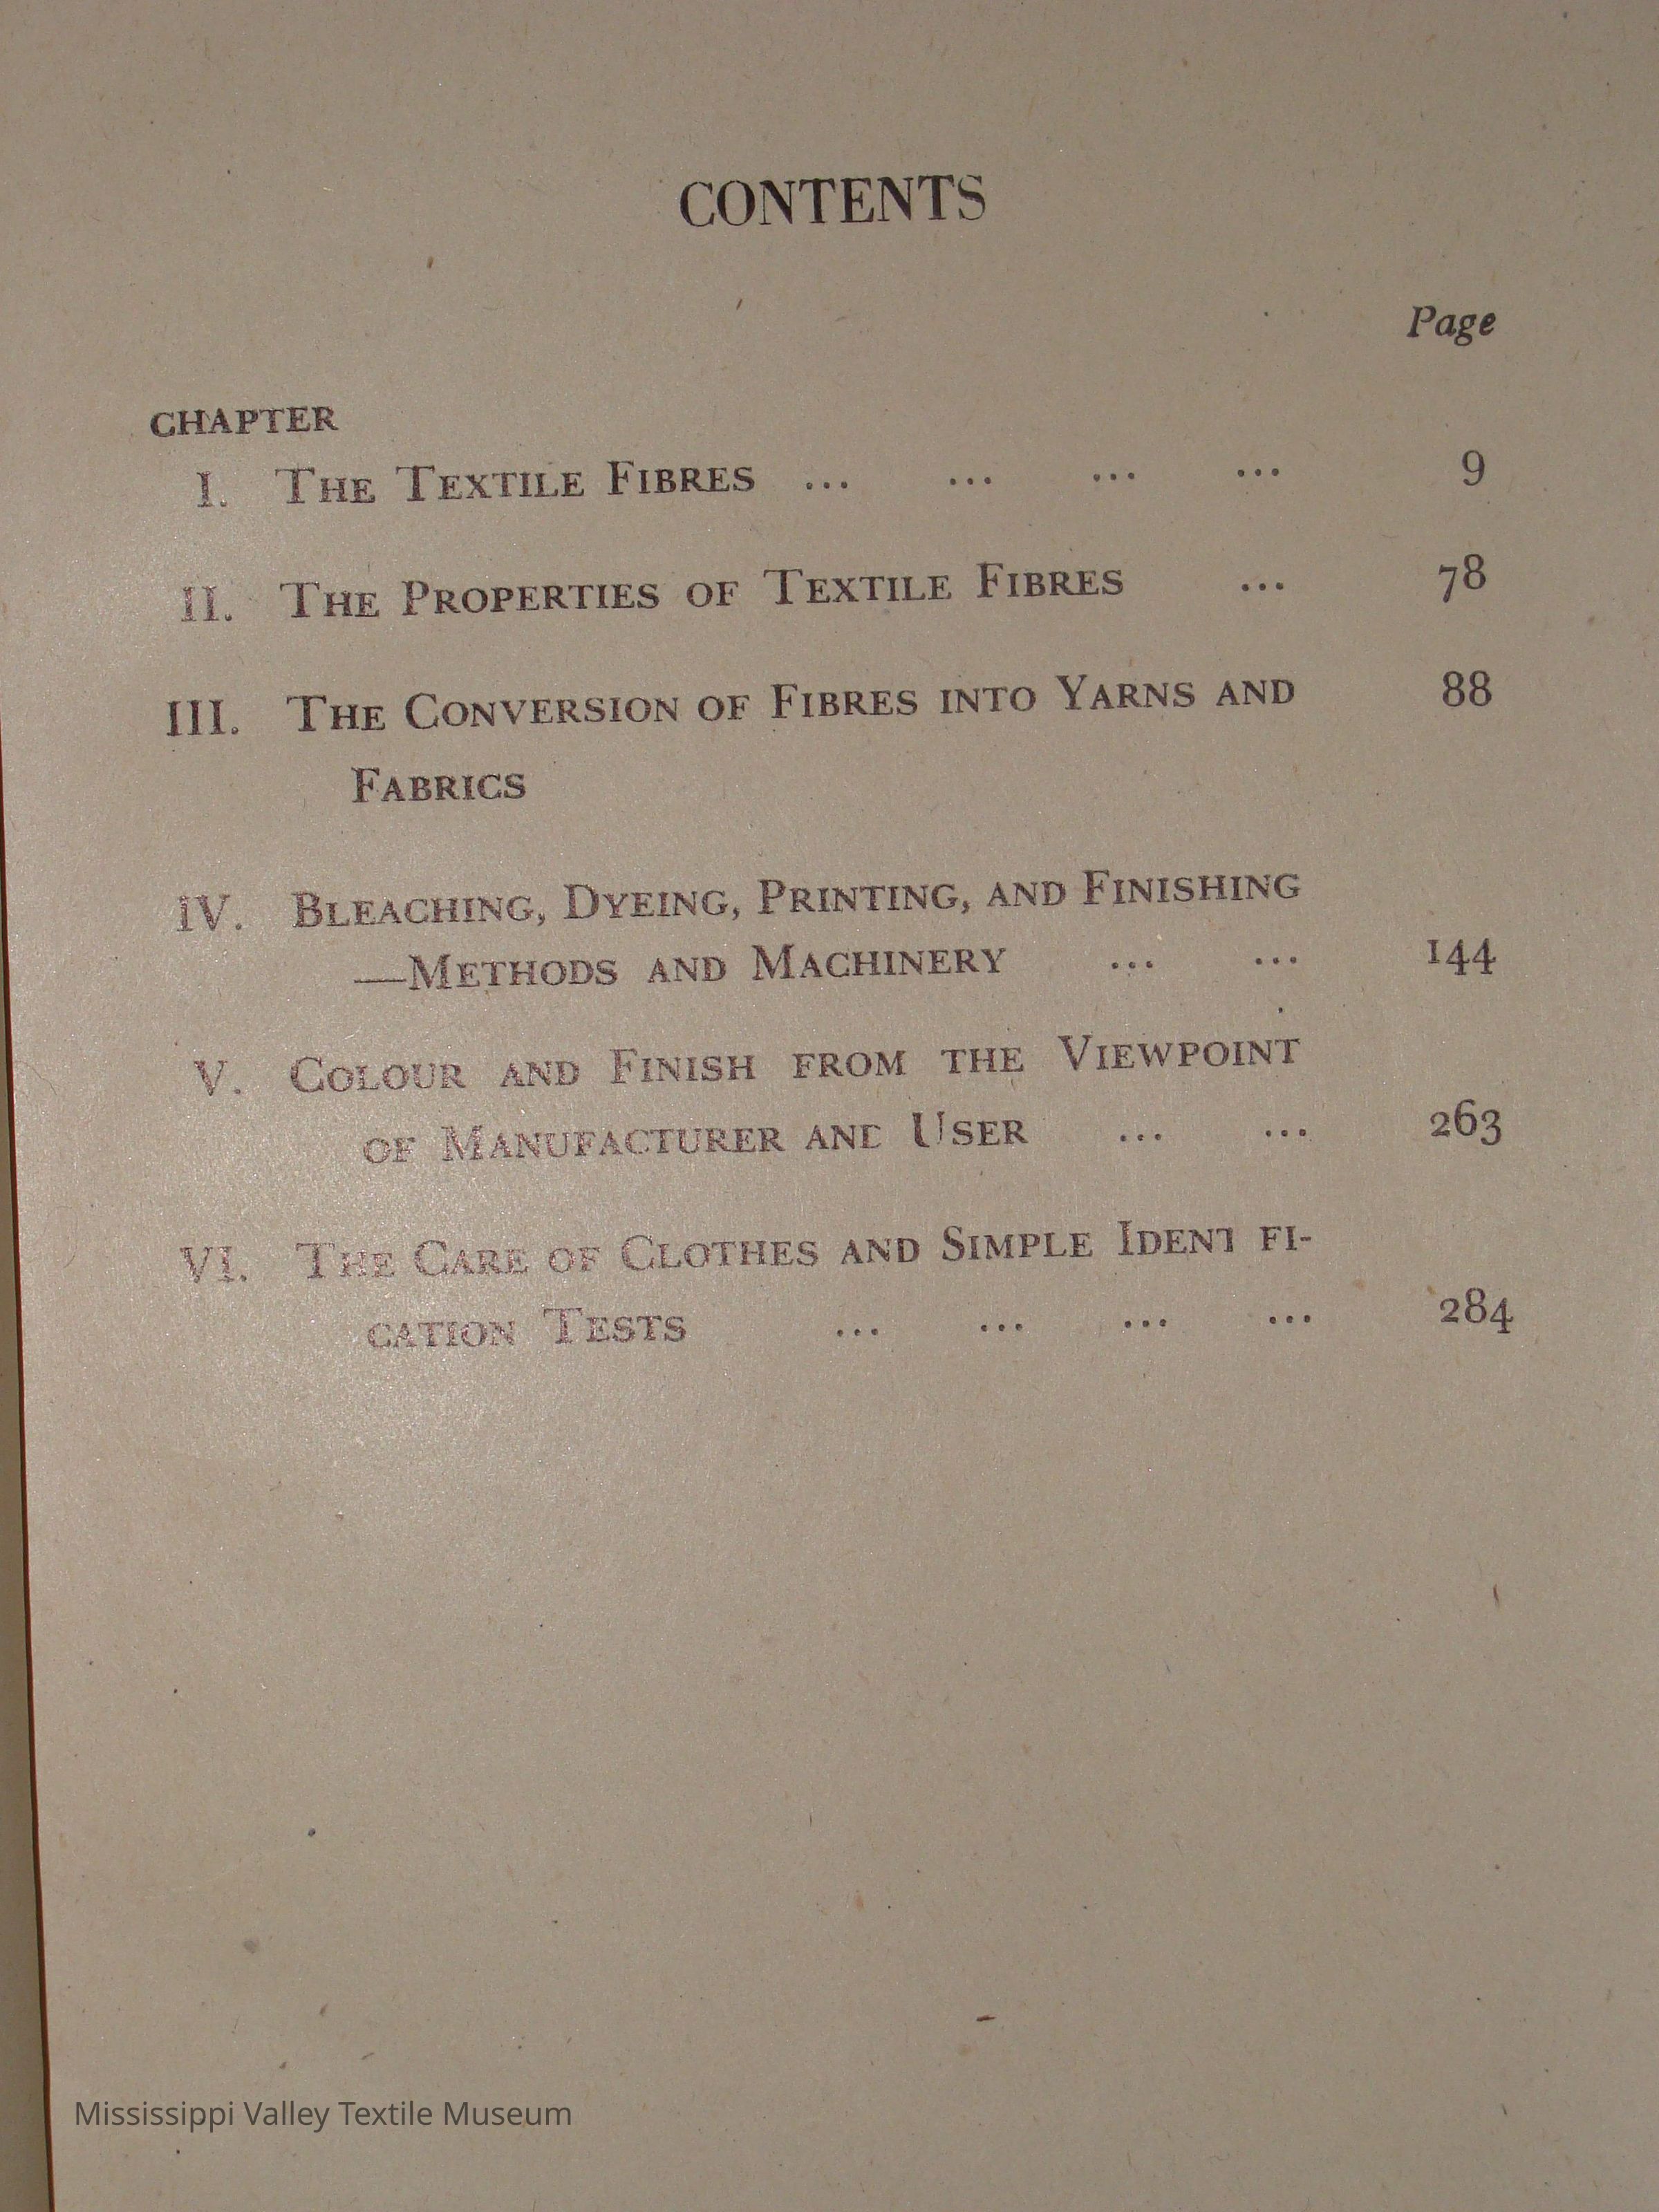 CONTENTS
Page
CHAPTER
I. THE TEXTILE FIBRES ... ... ... ... 9
II. THE PROPERTIES OF TEXTILE FIBRES ... 78
III. THE CONVERSION OF FIBRES INTO YARNS AND 88
FABRICS
IV. BLEACHING, DYEING, PRINTING, AND FINISHING
—METHODS AND MACHINERY ... ... 144
V. COLOUR AND FINISH FROM THE VIEWPOINT
OF MANUFACTURER AND USER ... ... 263
VI. THE CARE OF CLOTHES AND SIMPLE IDENTIFI-
CATION TESTS ... ... ... ... 284
Mississippi Valley Textile Museum